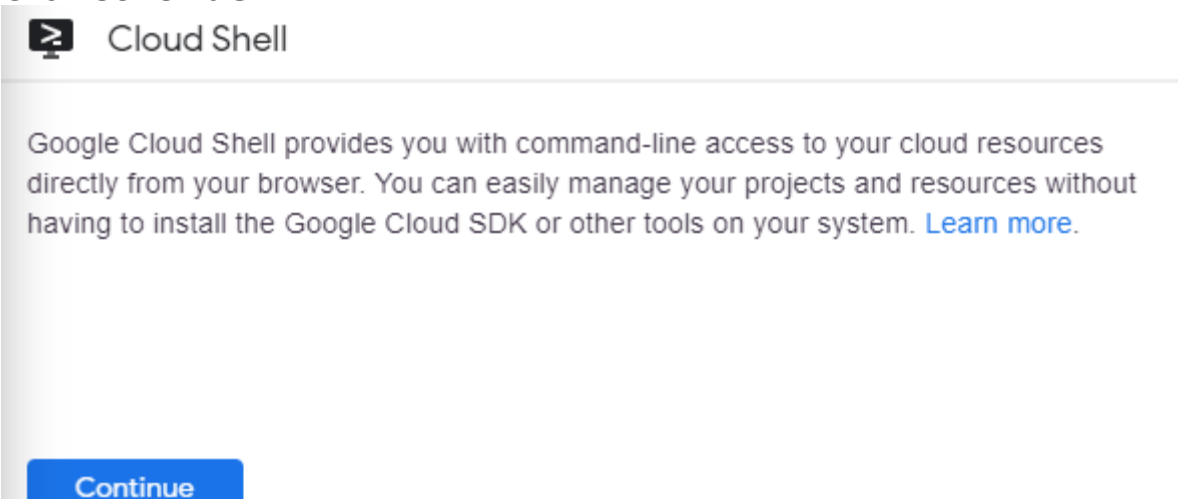 Cloud Shell
Google Cloud Shell provides you with command-line access to your cloud resources
directly from your browser. You can easily manage your projects and resources without
having to install the Google Cloud SDK or other tools on your system. Learn more.
Continue